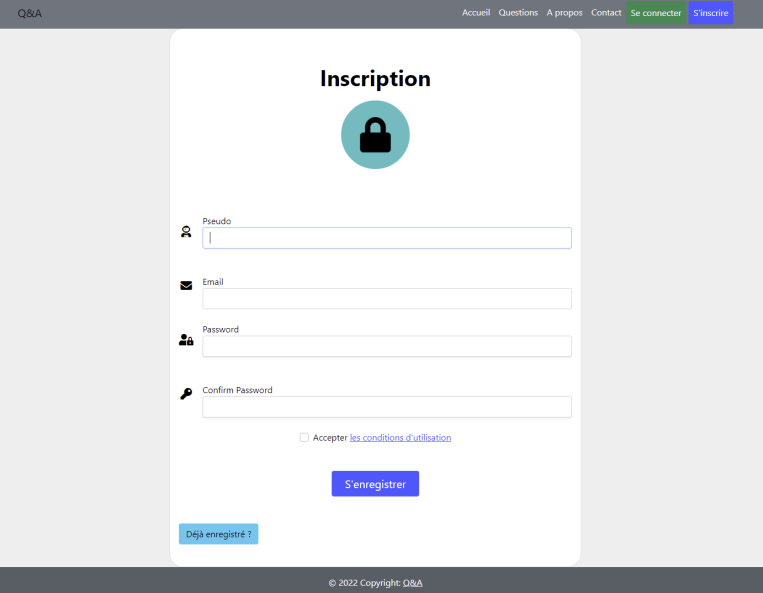 Q&A
Accueil Questions A propos Contact Se connecter S'inscrire
Inscription
Pseudo
Email
Password
Confirm Password
Accepter les conditions d'utilisation
S'enregistrer
Déjà enregistré ?
© 2022 Copyright: Q&A